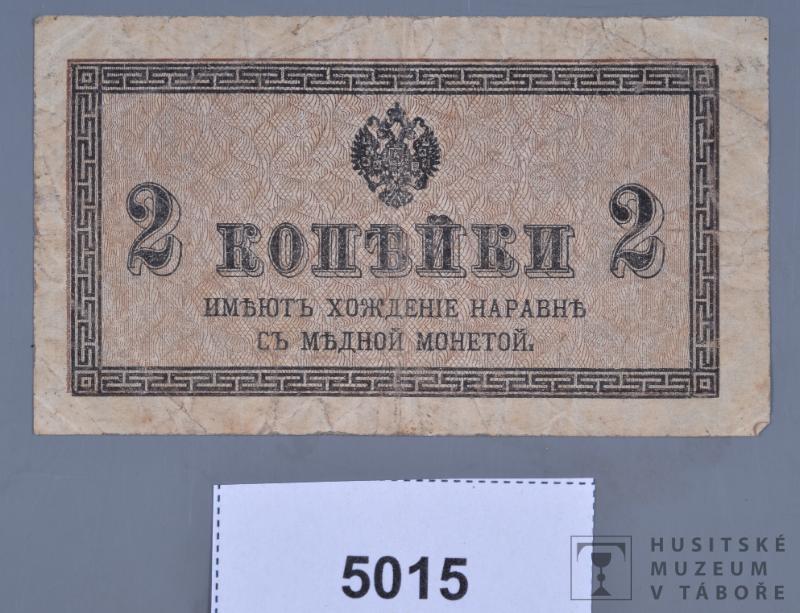 2 КОПѢЙКИ 2
ИМѢЮТЪ ХОЖДЕНІЕ НАРАВНѢ
СЪ МѢДНОЙ МОНЕТОЙ.
5015
HUSITSKÉ
MUZEUM
V TÁBOŘE